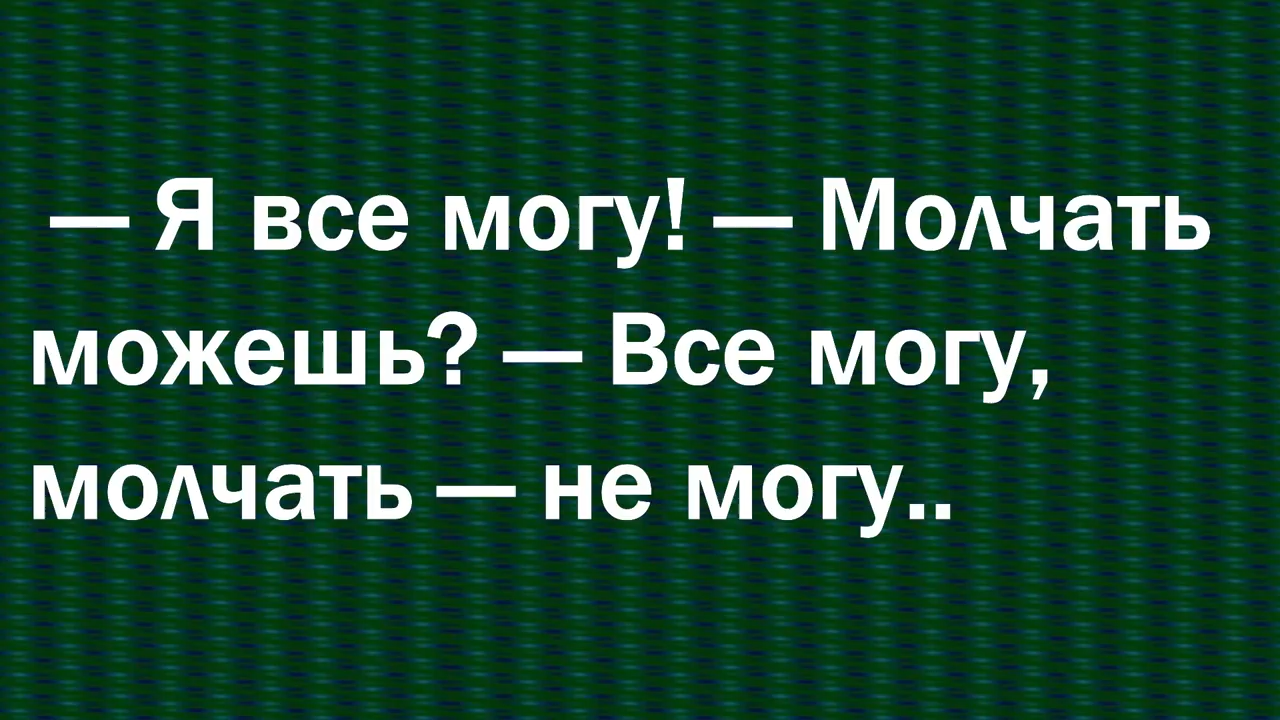 — Я все могу! — Молчать
можешь? — Все могу,
молчать — не могу..